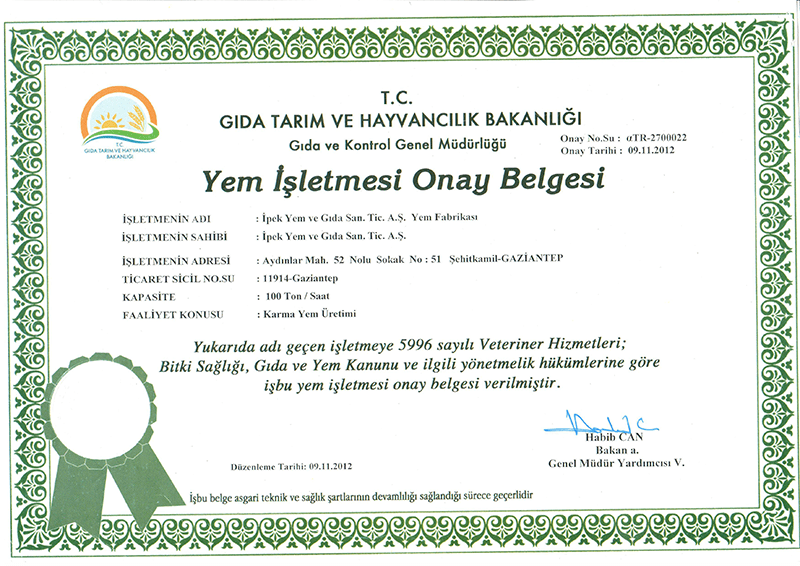 T.C.
GIDA TARIM VE HAYVANCILIK BAKANLIĞI
Gıda ve Kontrol Genel Müdürlüğü
GIDA TARIM VE HAYVANCILIK
BAKANLIĞI
Onay No.Su : αTR-2700022
Onay Tarihi : 09.11.2012
Yem İşletmesi Onay Belgesi
İŞLETMENİN ADI : İpek Yem ve Gıda San. Tic. A.Ş. Yem Fabrikası
İŞLETMENİN SAHİBİ : İpek Yem ve Gıda San. Tic. A.Ş.
İŞLETMENİN ADRESİ : Aydınlar Mah. 52 Nolu Sokak No : 51 Şehitkamil-GAZİANTEP
TİCARET SİCİL NO.SU : 11914-Gaziantep
KAPASİTE : 100 Ton / Saat
FAALİYET KONUSU : Karma Yem Üretimi
Yukarıda adı geçen işletmeye 5996 sayılı Veteriner Hizmetleri;
Bitki Sağlığı, Gıda ve Yem Kanunu ve ilgili yönetmelik hükümlerine göre
işbu yem işletmesi onay belgesi verilmiştir.
Habib CAN
Bakan a.
Genel Müdür Yardımcısı V.
Düzenleme Tarihi: 09.11.2012
İşbu belge asgari teknik ve sağlık şartlarının devamlılığı sağlandığı sürece geçerlidir